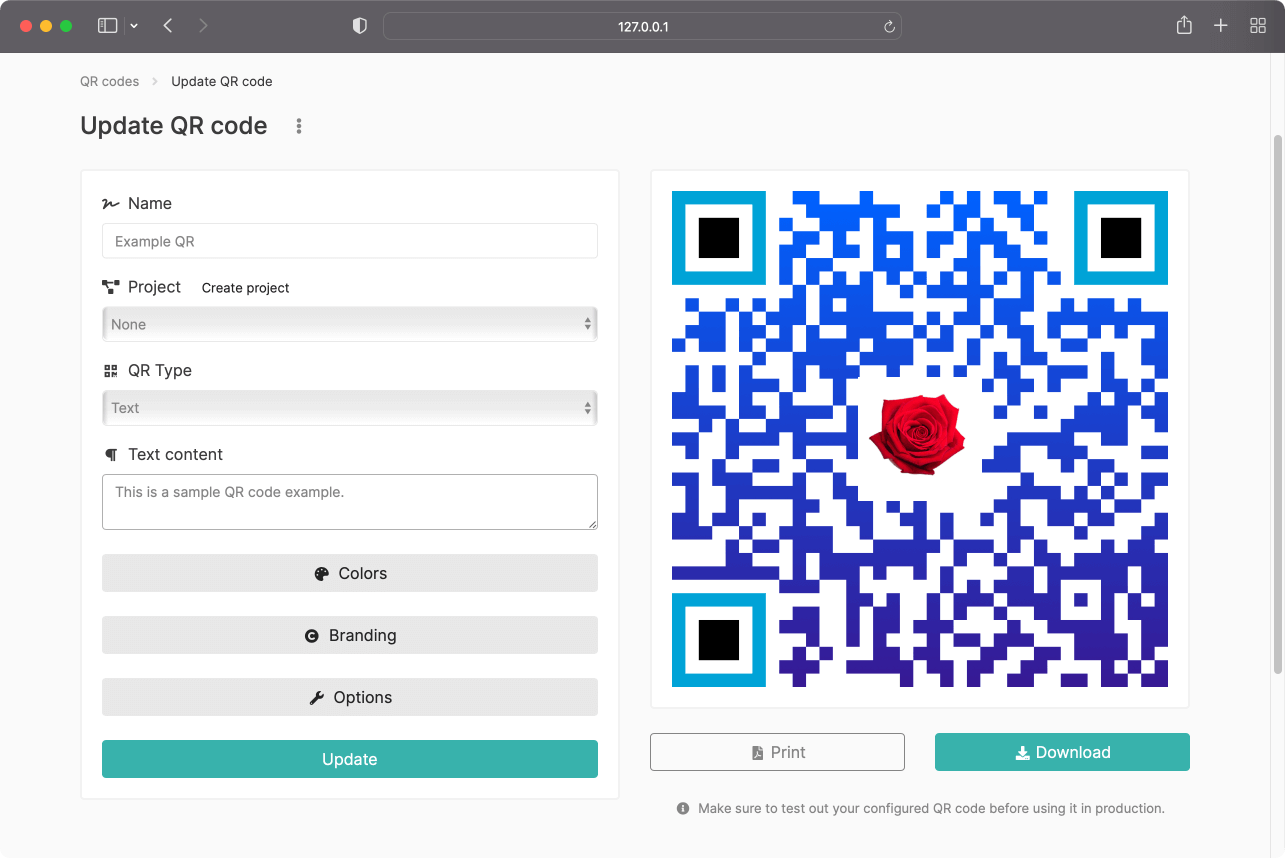 127.0.0.1
QR codes Update QR code
Update QR code
Name
Example QR
Project Create project
None
QR Type
Text
Text content
This is a sample QR code example.
Colors
Branding
Options
Update
Print Download
Make sure to test out your configured QR code before using it in production.